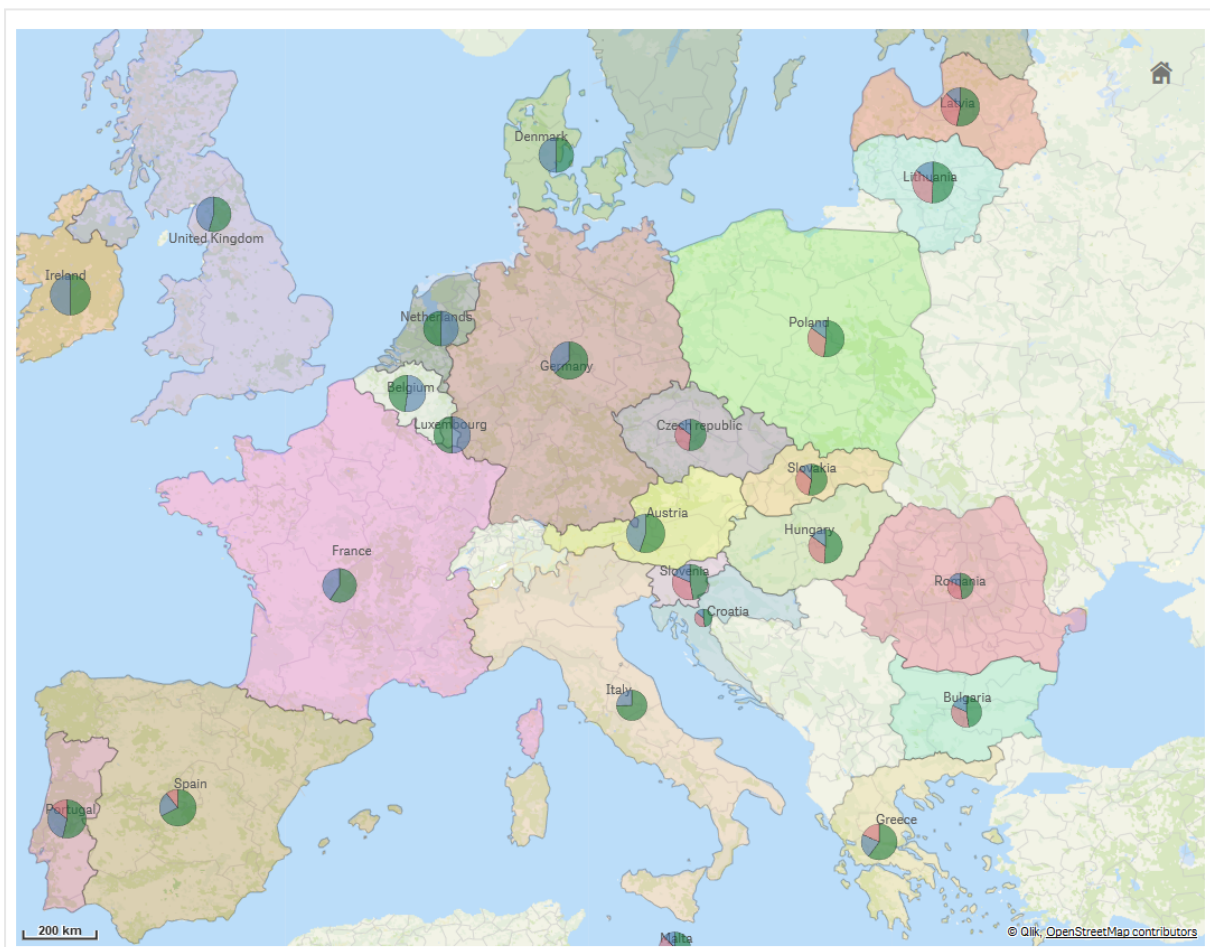 Latvia
Denmark
Lithuania
United Kingdom
Ireland
Netherlands
Poland
Germany
Belgium
Luxembourg
Czech republic
Slovakia
Austria
Hungary
France
Slovenia
Romania
Croatia
Italy
Bulgaria
Spain
Portugal
Greece
200 km
© Qlik, OpenStreetMap contributors
Malta